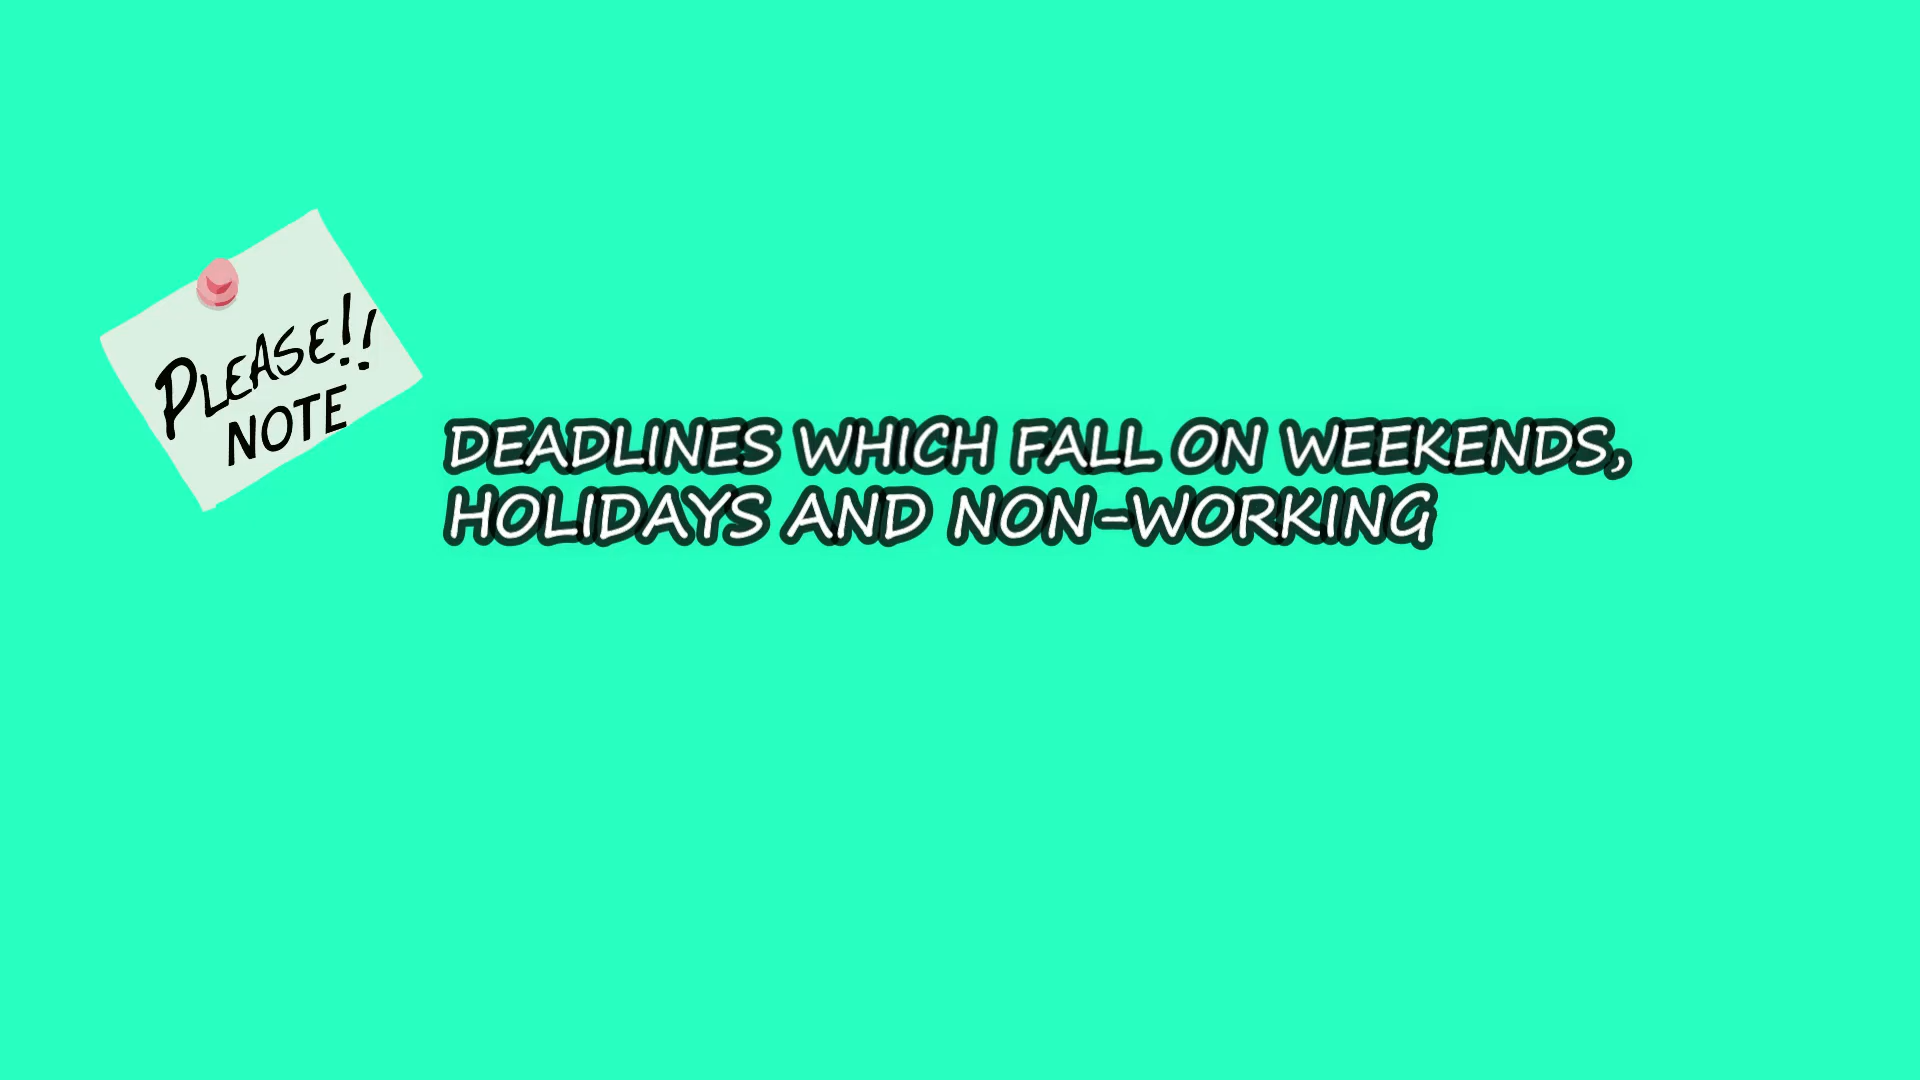 PLEASE!!
NOTE
DEADLINES WHICH FALL ON WEEKENDS,
HOLIDAYS AND NON-WORKING